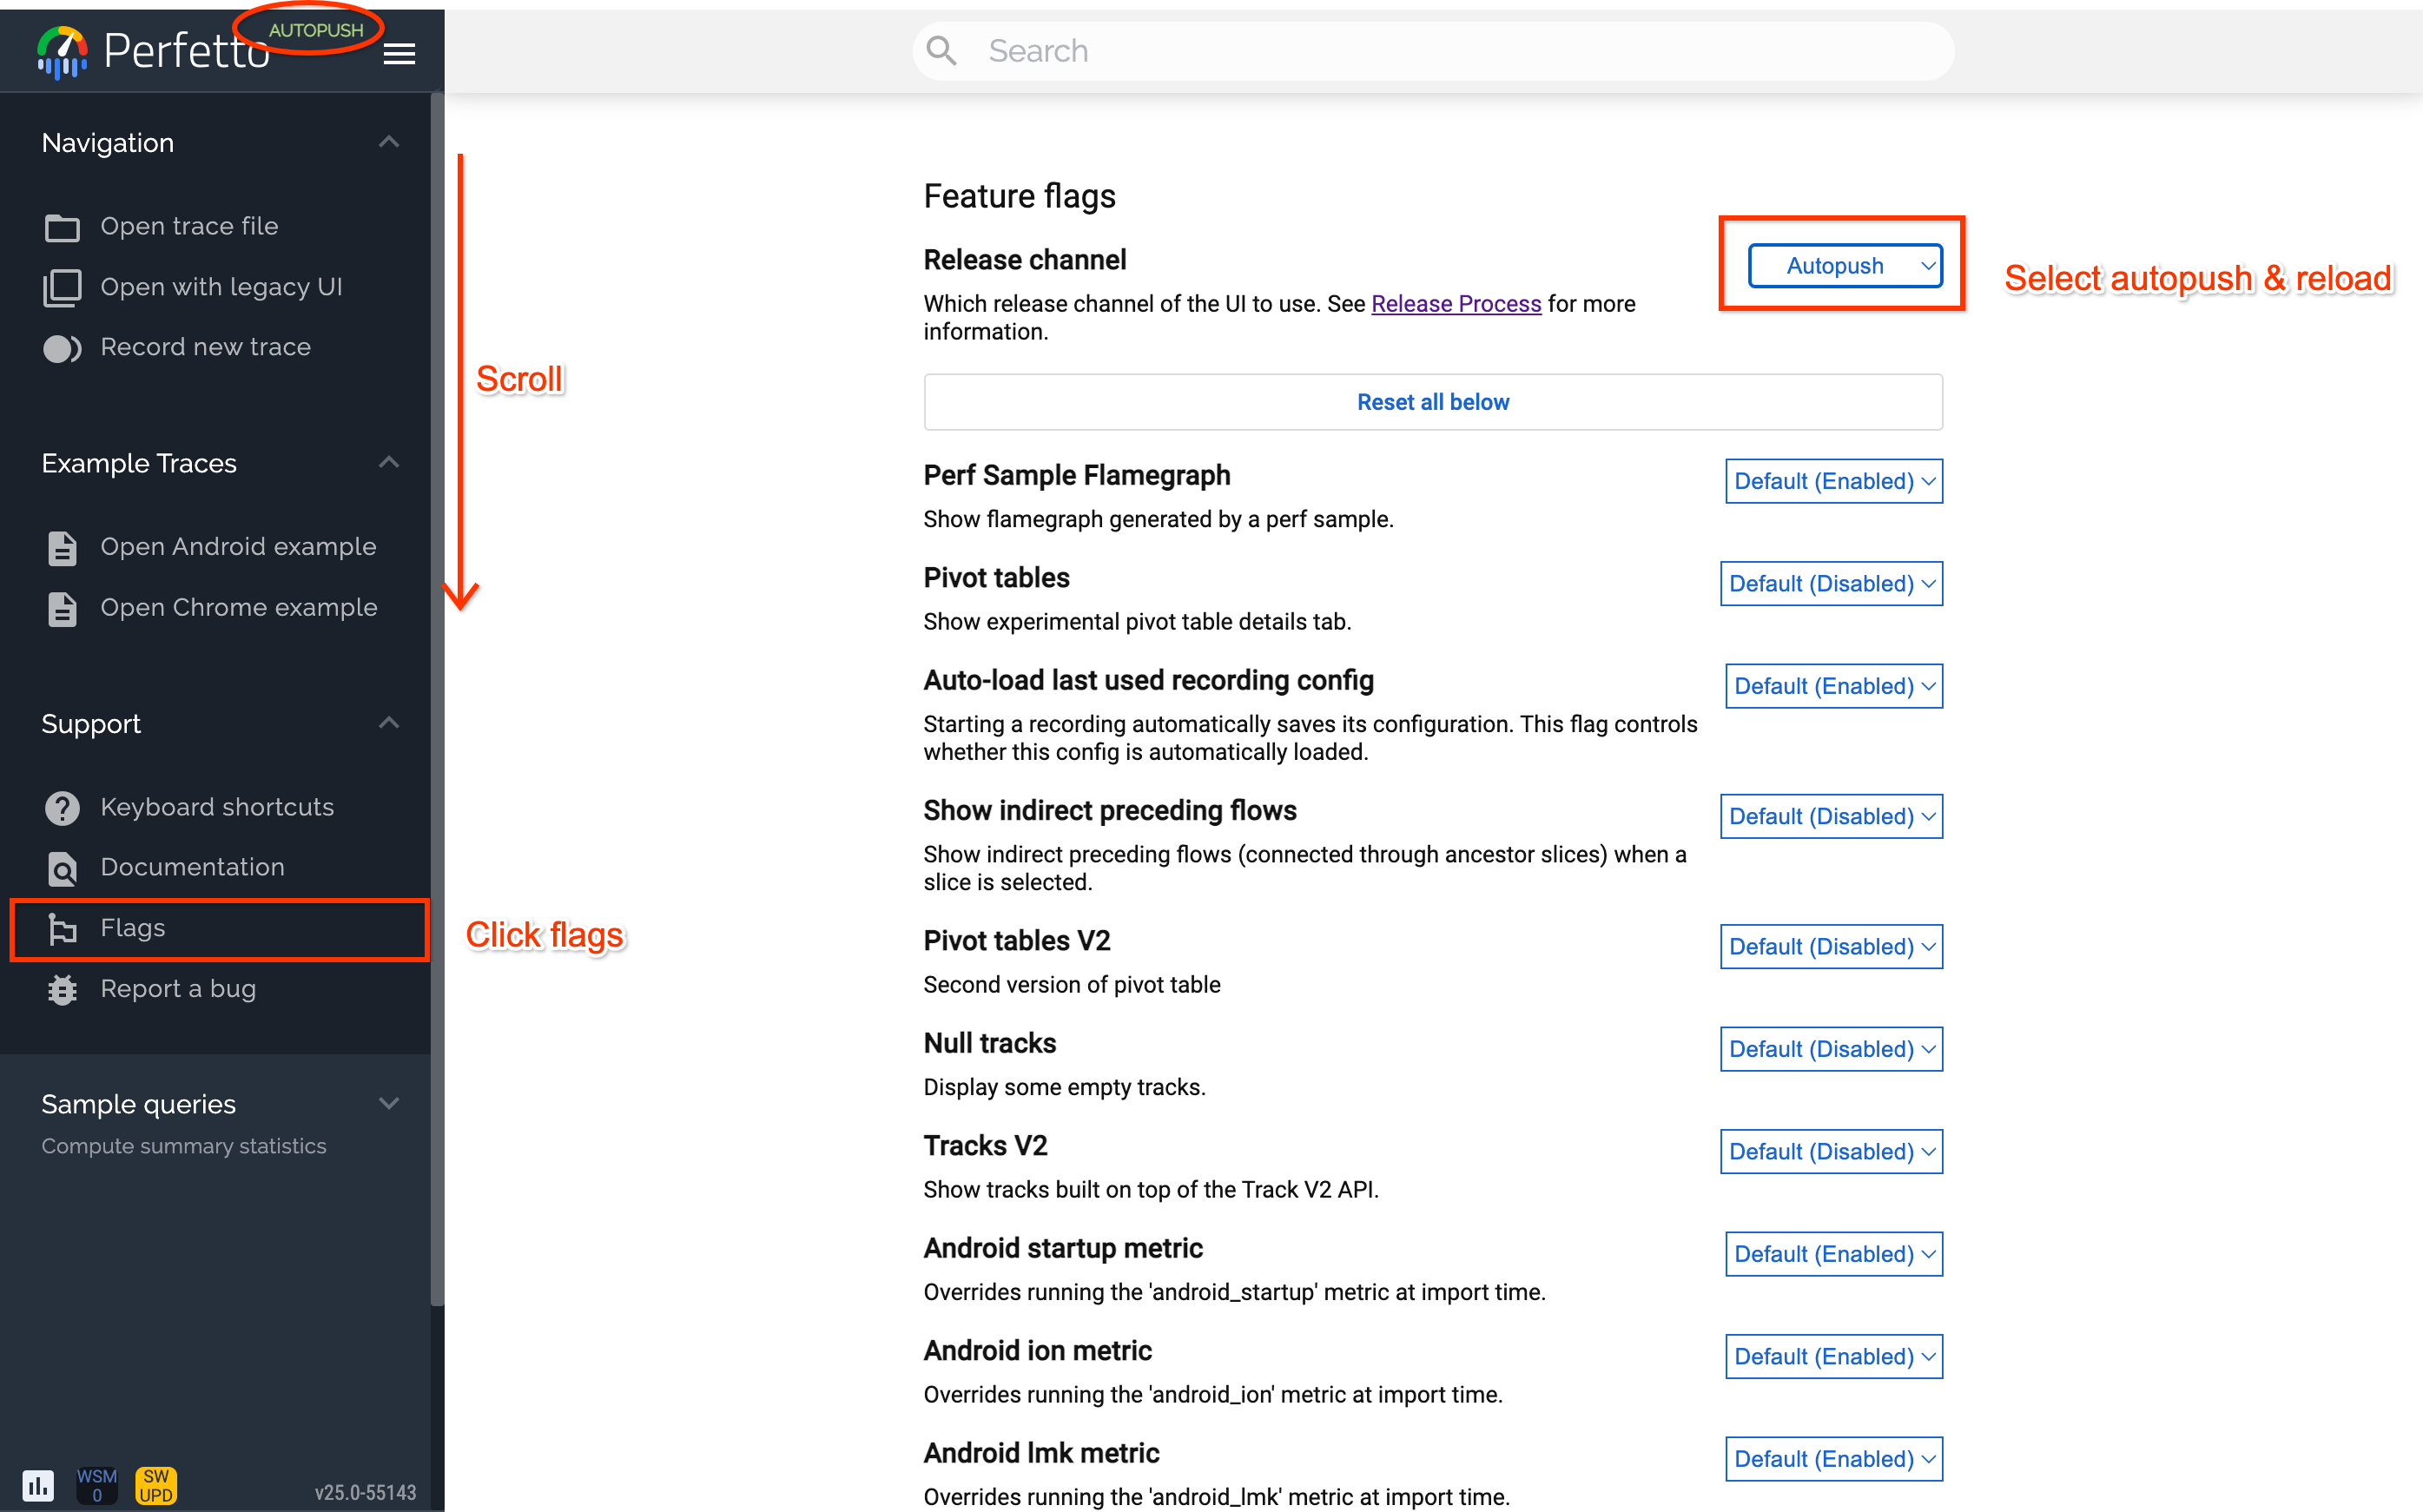 Perfetto
AUTOPUSH
Search
Navigation
Open trace file
Open with legacy UI
Record new trace
Example Traces
Open Android example
Open Chrome example
Support
Keyboard shortcuts
Documentation
Flags
Report a bug
Sample queries
Compute summary statistics
WSM
0
SW
UPD
v25.0-55143
Scroll
Click flags
Feature flags
Release channel
Autopush
Select autopush & reload
Which release channel of the UI to use. See Release Process for more
information.
Reset all below
Perf Sample Flamegraph
Default (Enabled)
Show flamegraph generated by a perf sample.
Pivot tables
Default (Disabled)
Show experimental pivot table details tab.
Auto-load last used recording config
Default (Enabled)
Starting a recording automatically saves its configuration. This flag controls
whether this config is automatically loaded.
Show indirect preceding flows
Default (Disabled)
Show indirect preceding flows (connected through ancestor slices) when a
slice is selected.
Pivot tables V2
Default (Disabled)
Second version of pivot table
Null tracks
Default (Disabled)
Display some empty tracks.
Tracks V2
Default (Disabled)
Show tracks built on top of the Track V2 API.
Android startup metric
Default (Enabled)
Overrides running the 'android_startup' metric at import time.
Android ion metric
Default (Enabled)
Overrides running the 'android_ion' metric at import time.
Android lmk metric
Default (Enabled)
Overrides running the 'android_lmk' metric at import time.